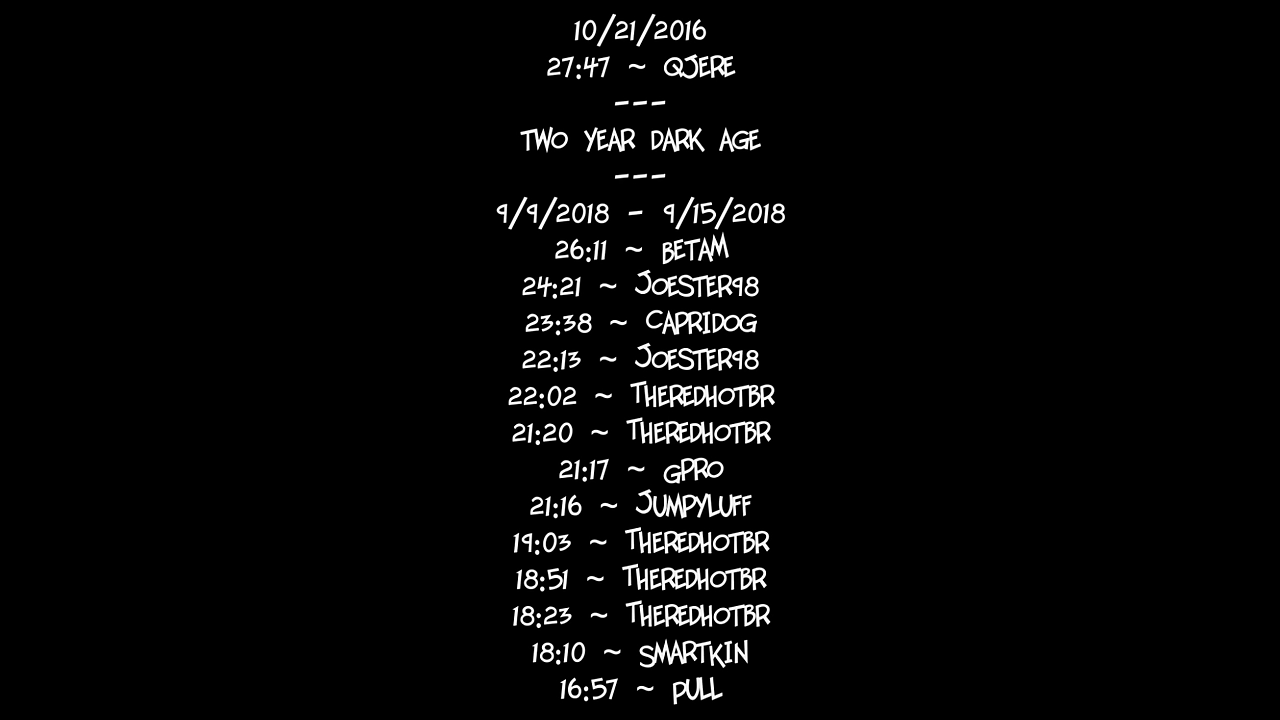 10/21/2016
27:47 ~ QJERE
---
TWO YEAR DARK AGE
---
9/9/2018 - 9/15/2018
26:11 ~ BETAM
24:21 ~ JOESTER98
23:38 ~ CAPRIDOG
22:13 ~ JOESTER98
22:02 ~ THEREDHOTBR
21:20 ~ THEREDHOTBR
21:17 ~ GPRO
21:16 ~ JUMPYLUFF
19:03 ~ THEREDHOTBR
18:51 ~ THEREDHOTBR
18:23 ~ THEREDHOTBR
18:10 ~ SMARTKIN
16:57 ~ PULL